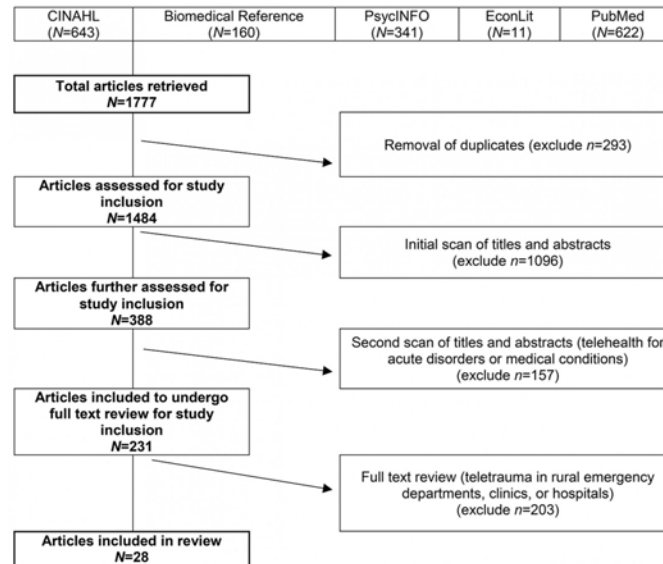 CINAHL
(N=643)
Biomedical Reference
(N=160)
PsycINFO
(N=341)
EconLit
(N=11)
PubMed
(N=622)
Total articles retrieved
N=1777
Removal of duplicates (exclude n=293)
Articles assessed for study
inclusion
N=1484
Initial scan of titles and abstracts
(exclude n=1096)
Articles further assessed for
study inclusion
N=388
Second scan of titles and abstracts (telehealth for
acute disorders or medical conditions)
(exclude n=157)
Articles included to undergo
full text review for study
inclusion
N=231
Full text review (teletrauma in rural emergency
departments, clinics, or hospitals)
(exclude n=203)
Articles included in review
N=28